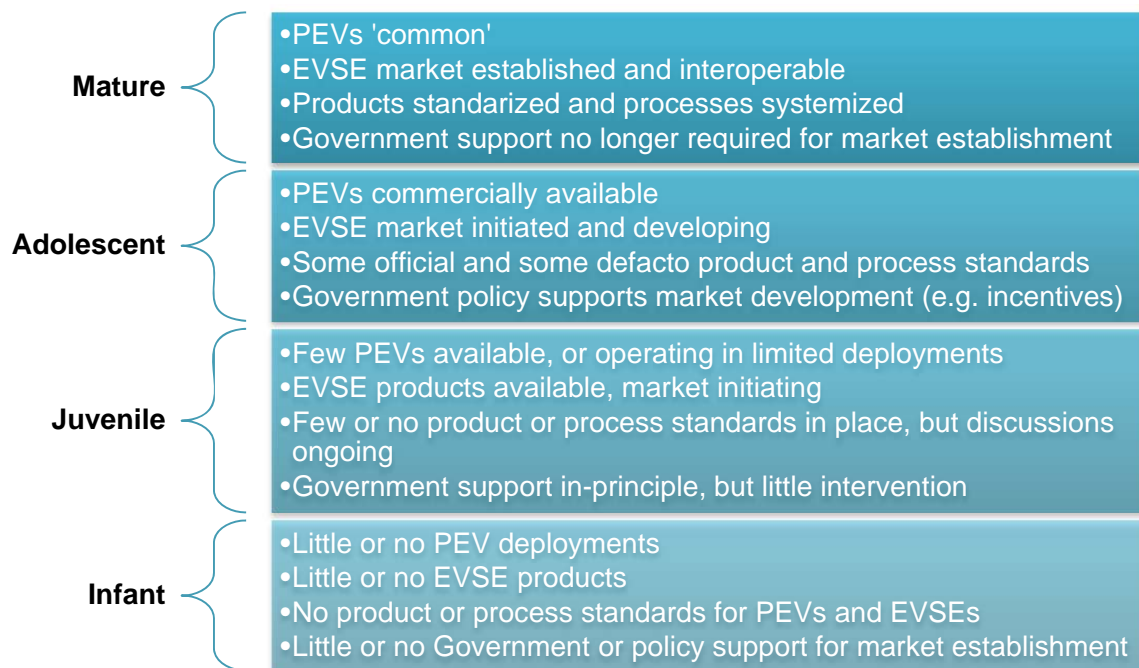 Mature
•PEVs 'common'
•EVSE market established and interoperable
•Products standarized and processes systemized
•Government support no longer required for market establishment
Adolescent
•PEVs commercially available
•EVSE market initiated and developing
•Some official and some defacto product and process standards
•Government policy supports market development (e.g. incentives)
Juvenile
•Few PEVs available, or operating in limited deployments
•EVSE products available, market initiating
•Few or no product or process standards in place, but discussions
ongoing
•Government support in-principle, but little intervention
Infant
•Little or no PEV deployments
•Little or no EVSE products
•No product or process standards for PEVs and EVSEs
•Little or no Government or policy support for market establishment